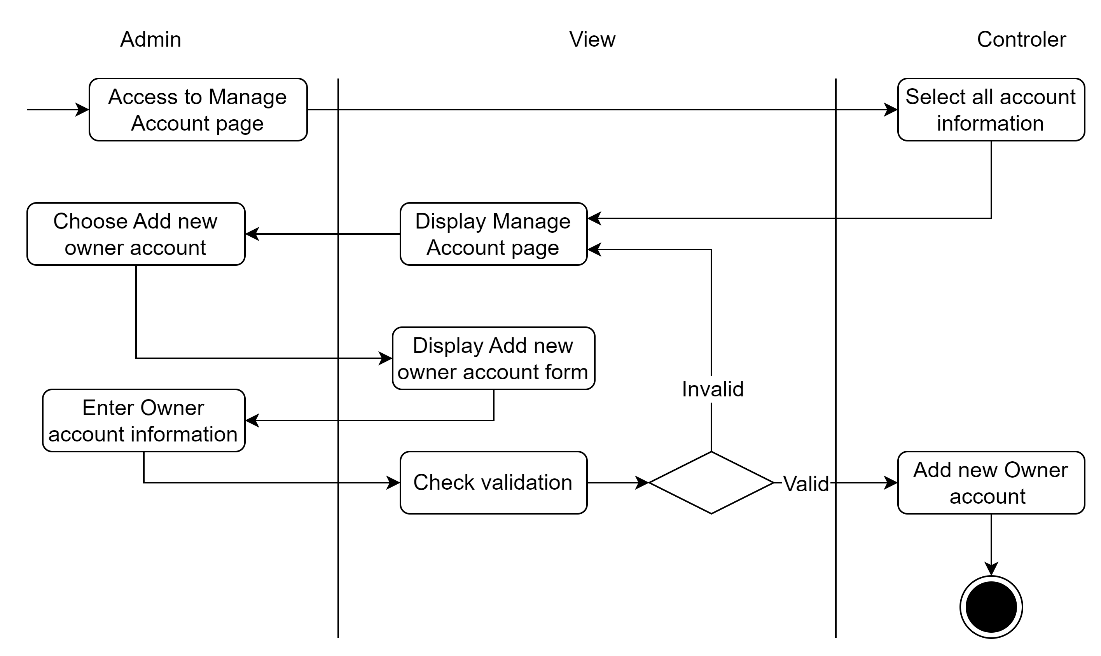 Admin
View
Controler
Access to Manage
Account page
Select all account
information
Choose Add new
owner account
Display Manage
Account page
Display Add new
owner account form
Invalid
Enter Owner
account information
Check validation
Valid
Add new Owner
account